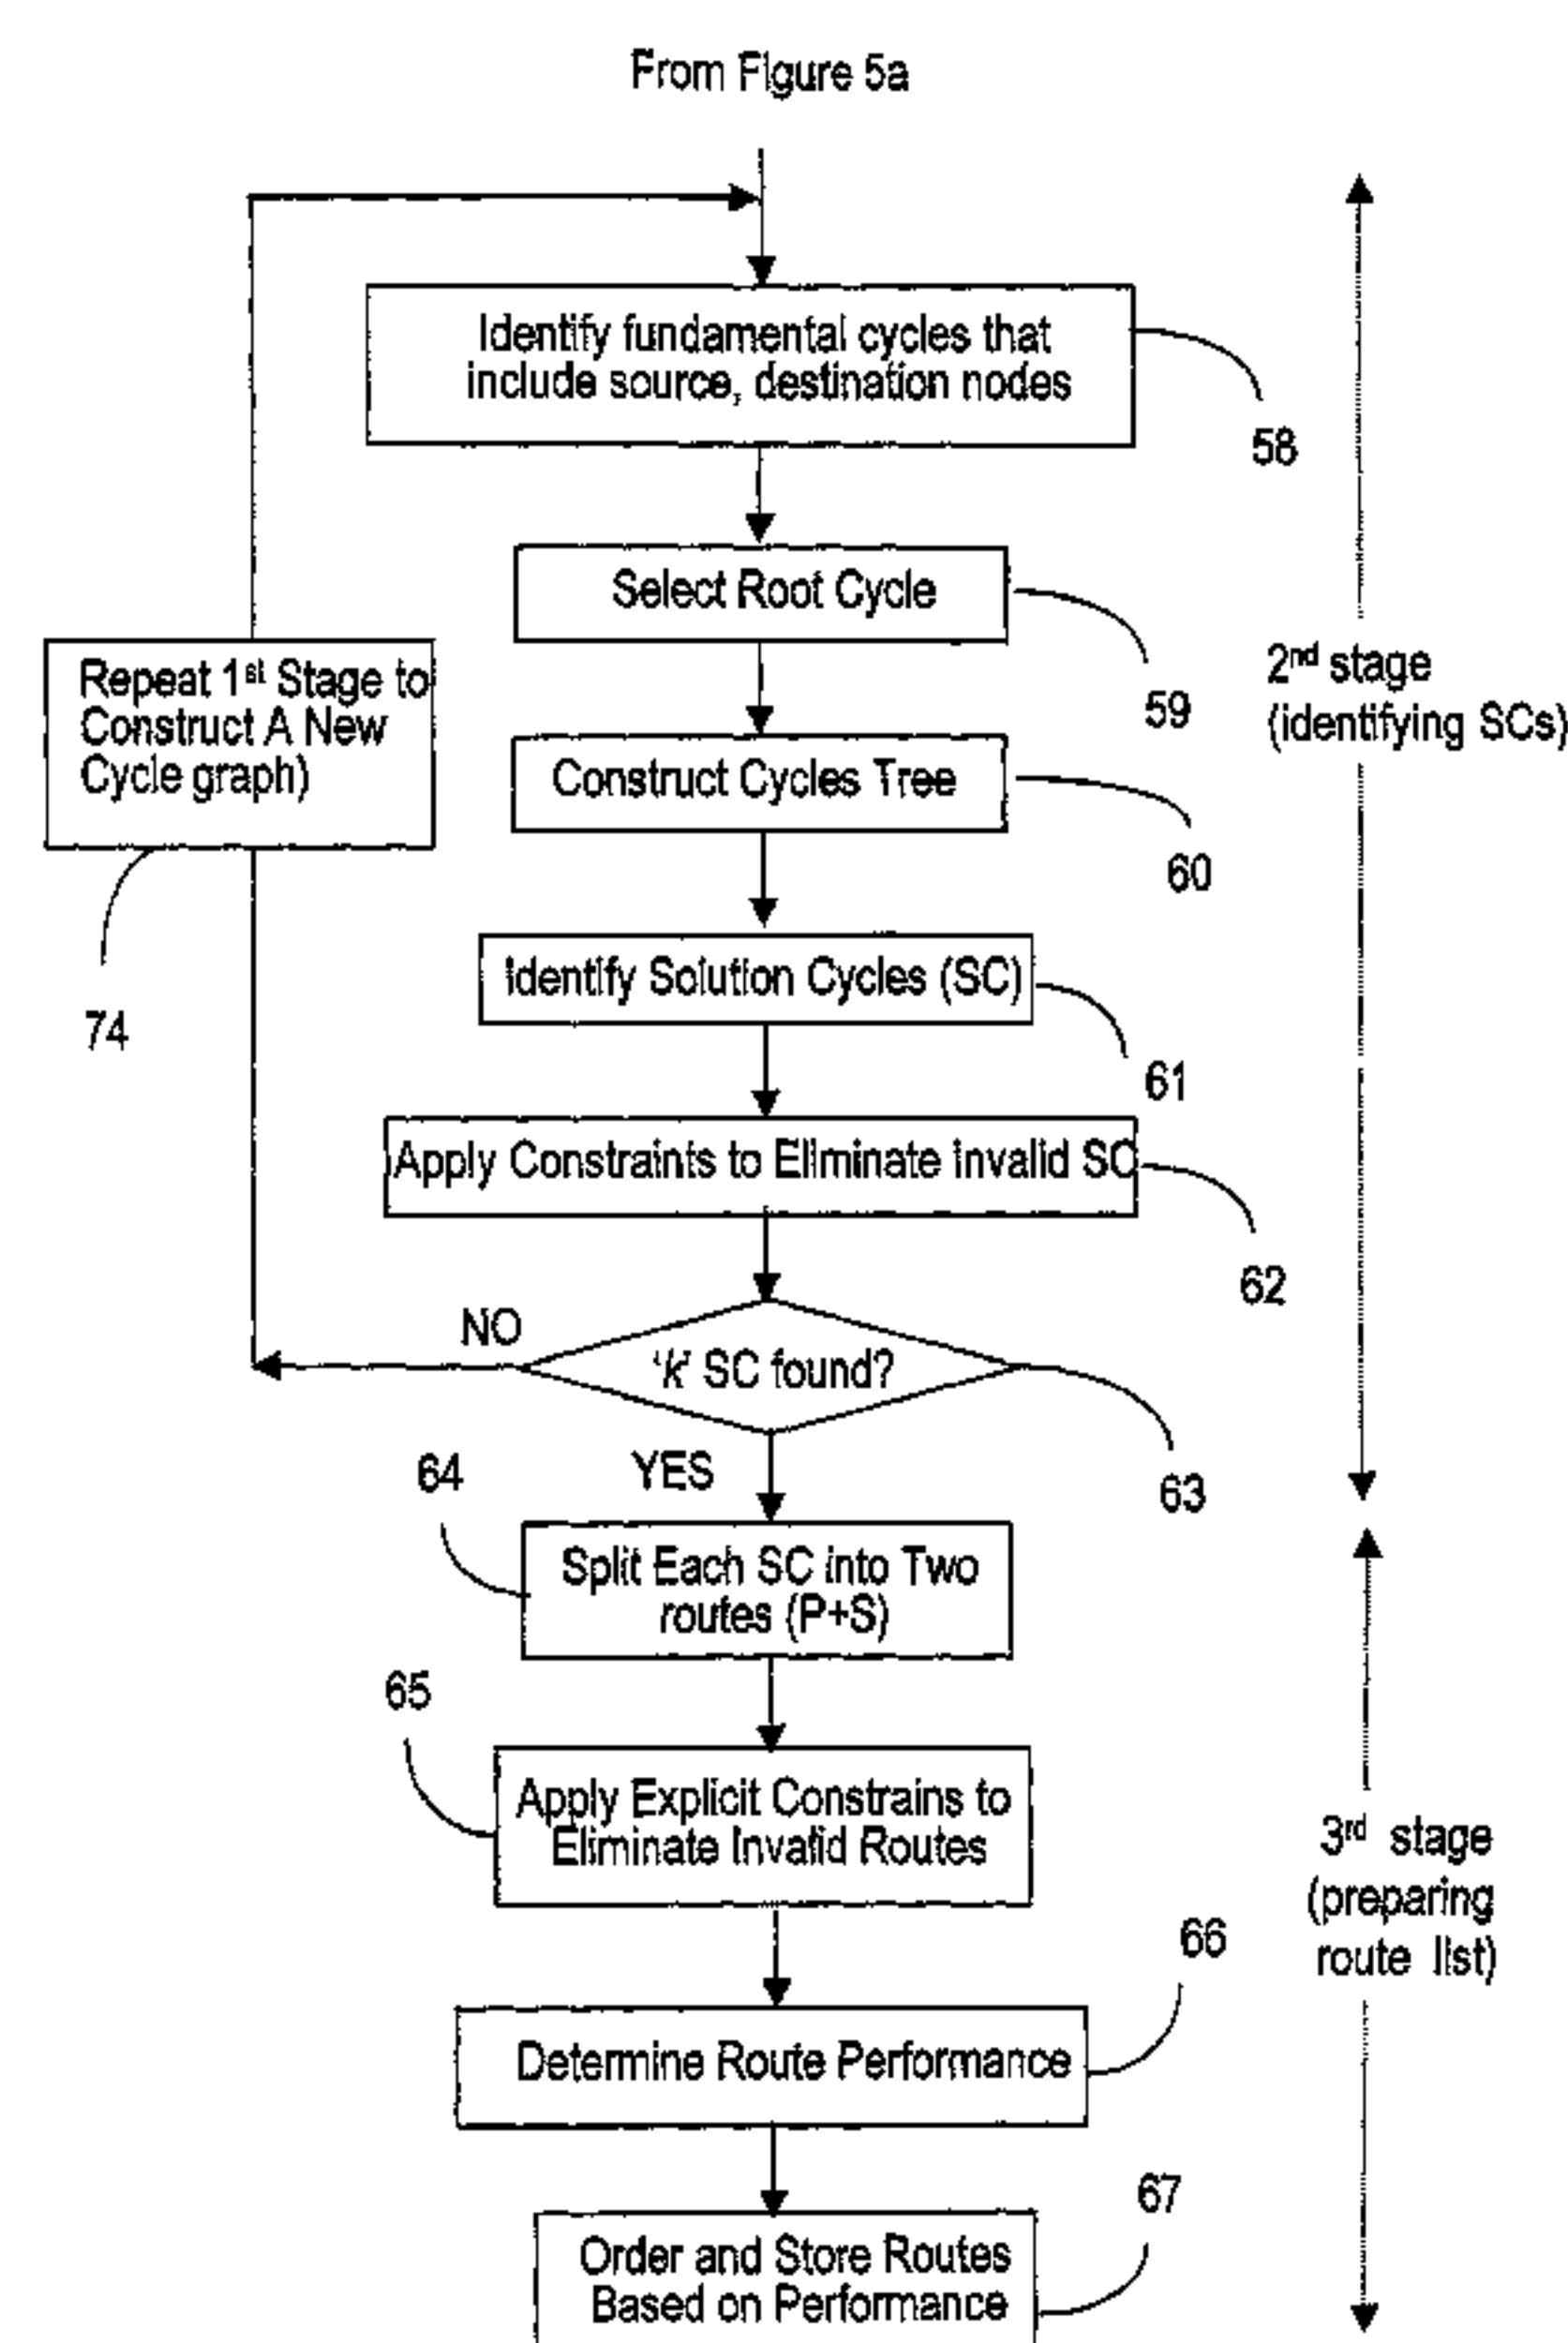 From Figure 5a
Identify fundamental cycles that
include source, destination nodes
58
Select Root Cycle
59
2nd stage
(identifying SCs)
Repeat 1st Stage to
Construct A New
Cycle graph)
74
Construct Cycles Tree
60
Identify Solution Cycles (SC)
61
Apply Constraints to Eliminate Invalid SC
62
NO
'k' SC found?
63
YES
64
Split Each SC into Two
routes (P+S)
65
Apply Explicit Constrains to
Eliminate Invalid Routes
3rd stage
(preparing
route list)
66
Determine Route Performance
67
Order and Store Routes
Based on Performance